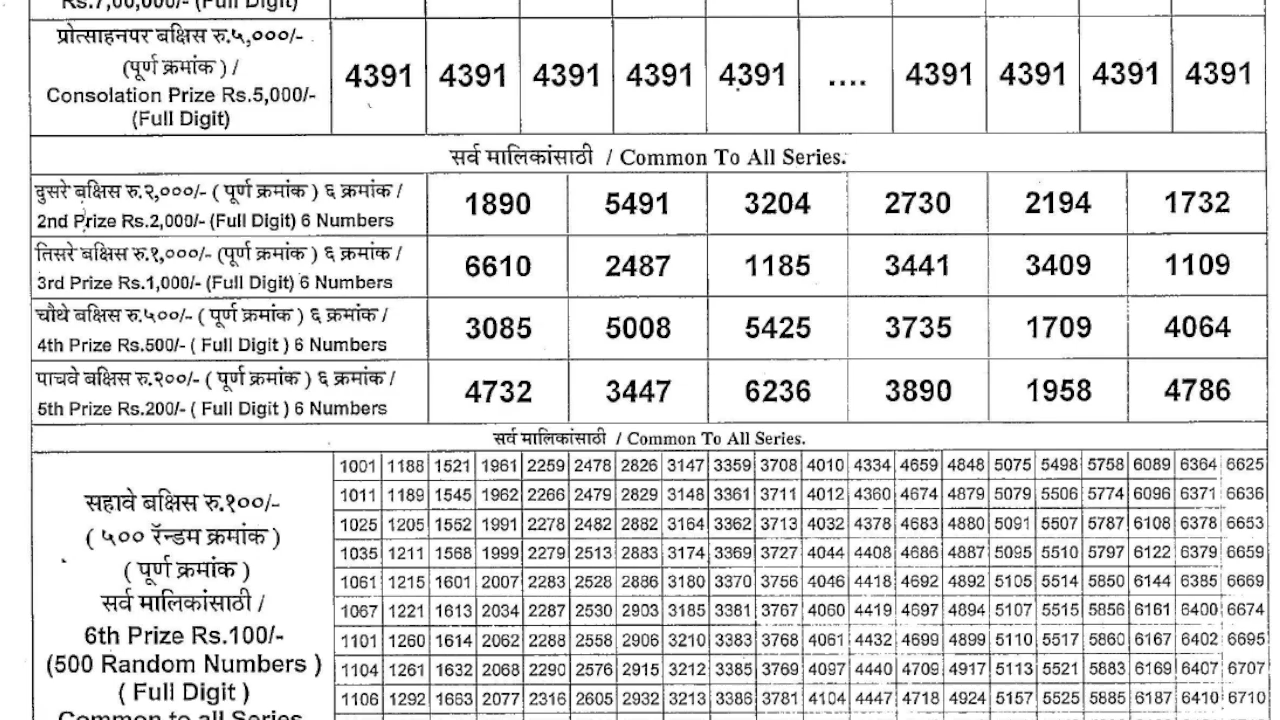 Rs.7,00,000/- (Full Digit)
प्रोत्साहनपर बक्षिस रु.५,०००/-
(पूर्ण क्रमांक ) /
Consolation Prize Rs.5,000/-
(Full Digit)
4391 4391 4391 4391 4391 .... 4391 4391 4391 4391
सर्व मालिकांसाठी / Common To All Series.
दुसरे बक्षिस रु.२,०००/- ( पूर्ण क्रमांक ) ६ क्रमांक /
2nd Prize Rs.2,000/- (Full Digit) 6 Numbers
1890 5491 3204 2730 2194 1732
तिसरे बक्षिस रु.१,०००/- (पूर्ण क्रमांक ) ६ क्रमांक /
3rd Prize Rs.1,000/- (Full Digit) 6 Numbers
6610 2487 1185 3441 3409 1109
चौथे बक्षिस रु.५००/- ( पूर्ण क्रमांक ) ६ क्रमांक /
4th Prize Rs.500/- ( Full Digit ) 6 Numbers
3085 5008 5425 3735 1709 4064
पाचवे बक्षिस रु.२००/- ( पूर्ण क्रमांक ) ६ क्रमांक /
5th Prize Rs.200/- ( Full Digit ) 6 Numbers
4732 3447 6236 3890 1958 4786
सर्व मालिकांसाठी / Common To All Series.
सहावे बक्षिस रु.१००/-
( ५०० रॅन्डम क्रमांक )
( पूर्ण क्रमांक )
सर्व मालिकांसाठी /
6th Prize Rs.100/-
(500 Random Numbers )
( Full Digit )
Common to all Series
1001 1188 1521 1961 2259 2478 2826 3147 3359 3708 4010 4334 4659 4848 5075 5498 5758 6089 6364 6625
1011 1189 1545 1962 2266 2479 2829 3148 3361 3711 4012 4360 4674 4879 5079 5506 5774 6096 6371 6636
1025 1205 1552 1991 2278 2482 2882 3164 3362 3713 4032 4378 4683 4880 5091 5507 5787 6108 6378 6653
1035 1211 1568 1999 2279 2513 2883 3174 3369 3727 4044 4408 4686 4887 5095 5510 5797 6122 6379 6659
1061 1215 1601 2007 2283 2528 2886 3180 3370 3756 4046 4418 4692 4892 5105 5514 5850 6144 6385 6669
1067 1221 1613 2034 2287 2530 2903 3185 3381 3767 4060 4419 4697 4894 5107 5515 5856 6161 6400 6674
1101 1260 1614 2062 2288 2558 2906 3210 3383 3768 4061 4432 4699 4899 5110 5517 5860 6167 6402 6695
1104 1261 1632 2068 2290 2576 2915 3212 3385 3769 4097 4440 4709 4917 5113 5521 5883 6169 6407 6707
1106 1292 1663 2077 2316 2605 2932 3213 3386 3781 4104 4447 4718 4924 5157 5525 5885 6187 6410 6710